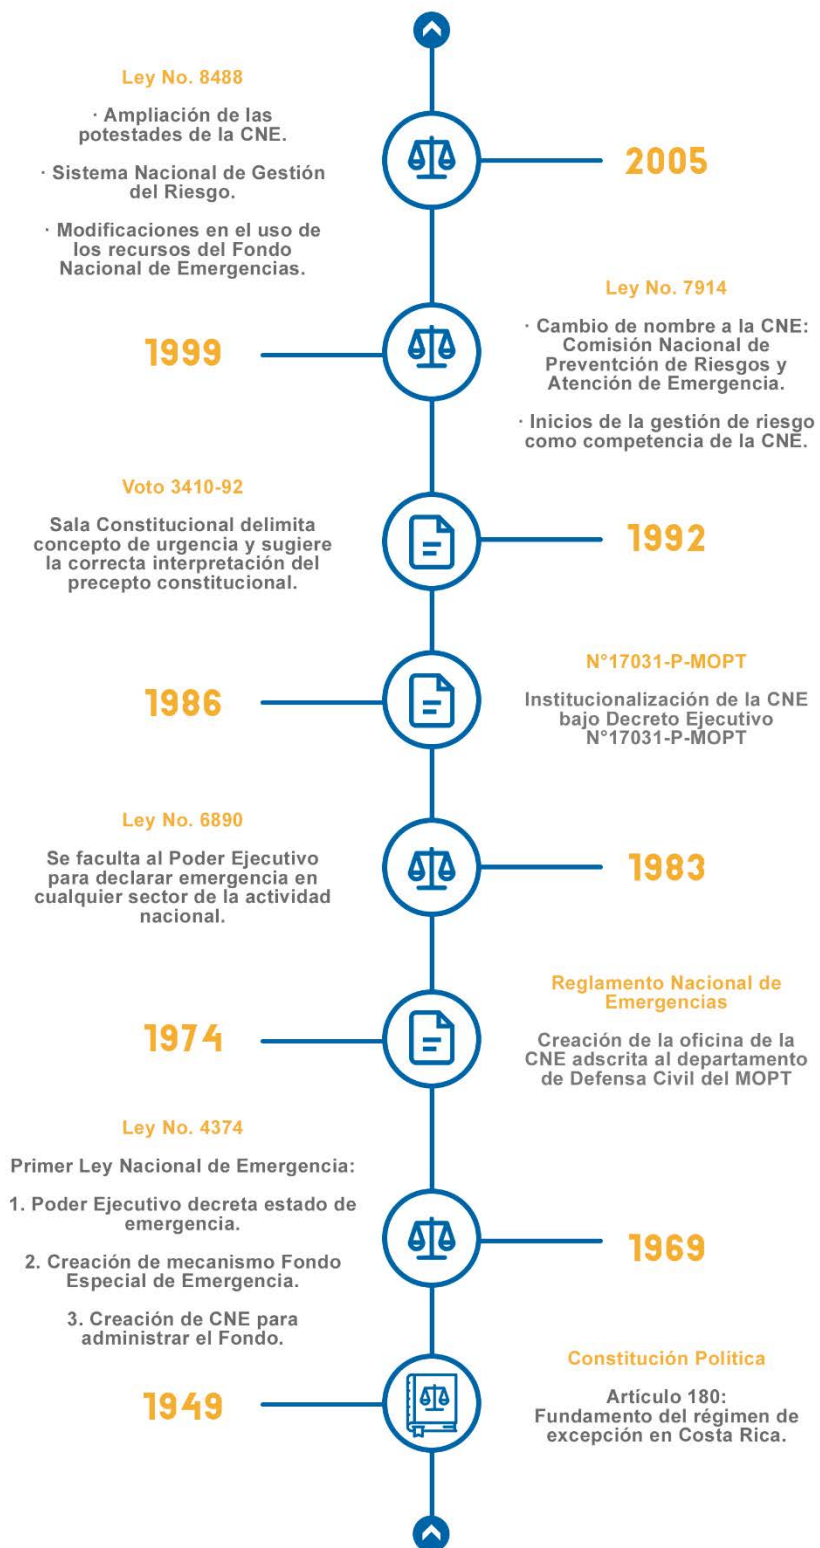 Ley No. 8488
· Ampliación de las
potestades de la CNE.
· Sistema Nacional de Gestión
del Riesgo.
· Modificaciones en el uso de
los recursos del Fondo
Nacional de Emergencias.
2005
Ley No. 7914
· Cambio de nombre a la CNE:
Comisión Nacional de
Preventción de Riesgos y
Atención de Emergencia.
· Inicios de la gestión de riesgo
como competencia de la CNE.
1999
Voto 3410-92
Sala Constitucional delimita
concepto de urgencia y sugiere
la correcta interpretación del
precepto constitucional.
1992
N°17031-P-MOPT
Institucionalización de la CNE
bajo Decreto Ejecutivo
N°17031-P-MOPT
1986
Ley No. 6890
Se faculta al Poder Ejecutivo
para declarar emergencia en
cualquier sector de la actividad
nacional.
1983
Reglamento Nacional de
Emergencias
Creación de la oficina de la
CNE adscrita al departamento
de Defensa Civil del MOPT
1974
Ley No. 4374
Primer Ley Nacional de Emergencia:
1. Poder Ejecutivo decreta estado de
emergencia.
2. Creación de mecanismo Fondo
Especial de Emergencia.
3. Creación de CNE para
administrar el Fondo.
1969
Constitución Política
Artículo 180:
Fundamento del régimen de
excepción en Costa Rica.
1949